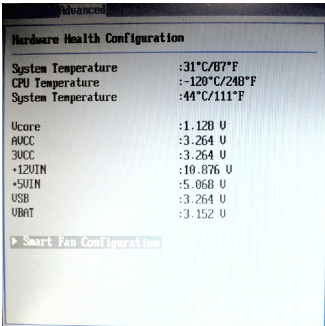 Advanced
Hardware Health Configuration
System Temperature :31°C/87°F
CPU Temperature :-120°C/248°F
System Temperature :44°C/111°F
Vcore :1.128 V
AVCC :3.264 V
3VCC :3.264 V
+12VIN :10.876 V
+5VIN :5.068 V
VSB :3.264 V
VBAT :3.152 V
▶ Smart Fan Configuration